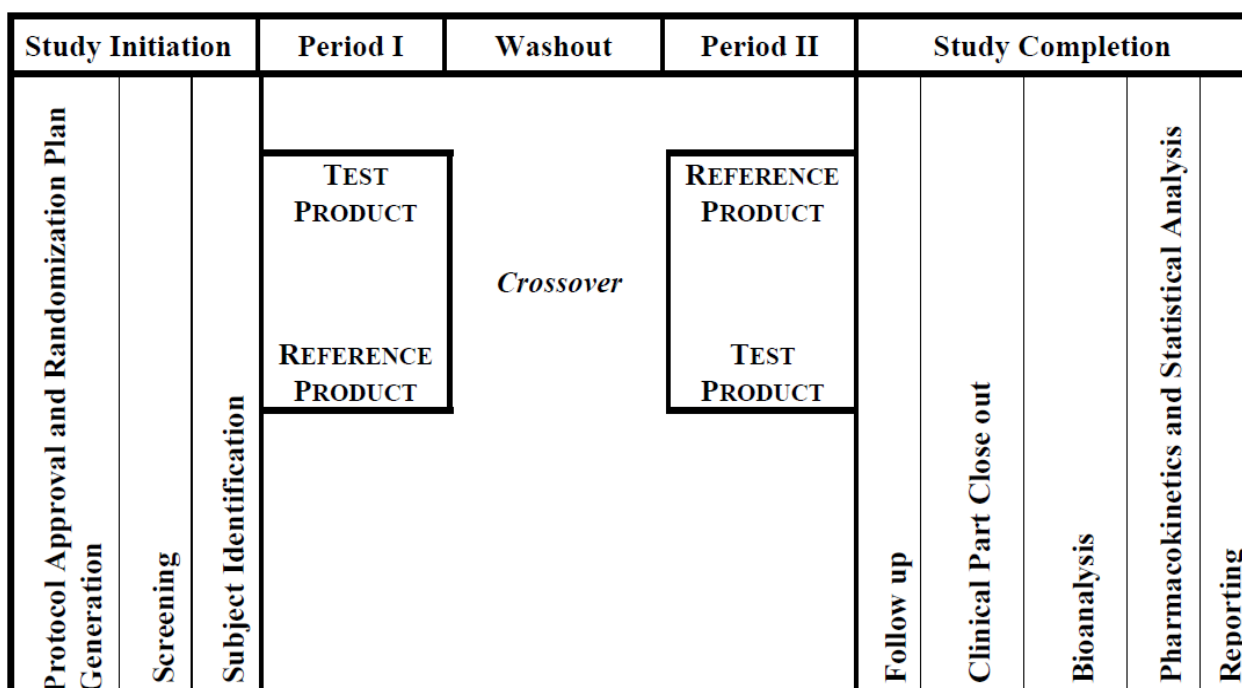 Study Initiation
Period I
Washout
Period II
Study Completion
Protocol Approval and Randomization Plan
Generation
Screening
Subject Identification
TEST
PRODUCT
REFERENCE
PRODUCT
Crossover
REFERENCE
PRODUCT
TEST
PRODUCT
Follow up
Clinical Part Close out
Bioanalysis
Pharmacokinetics and Statistical Analysis
Reporting